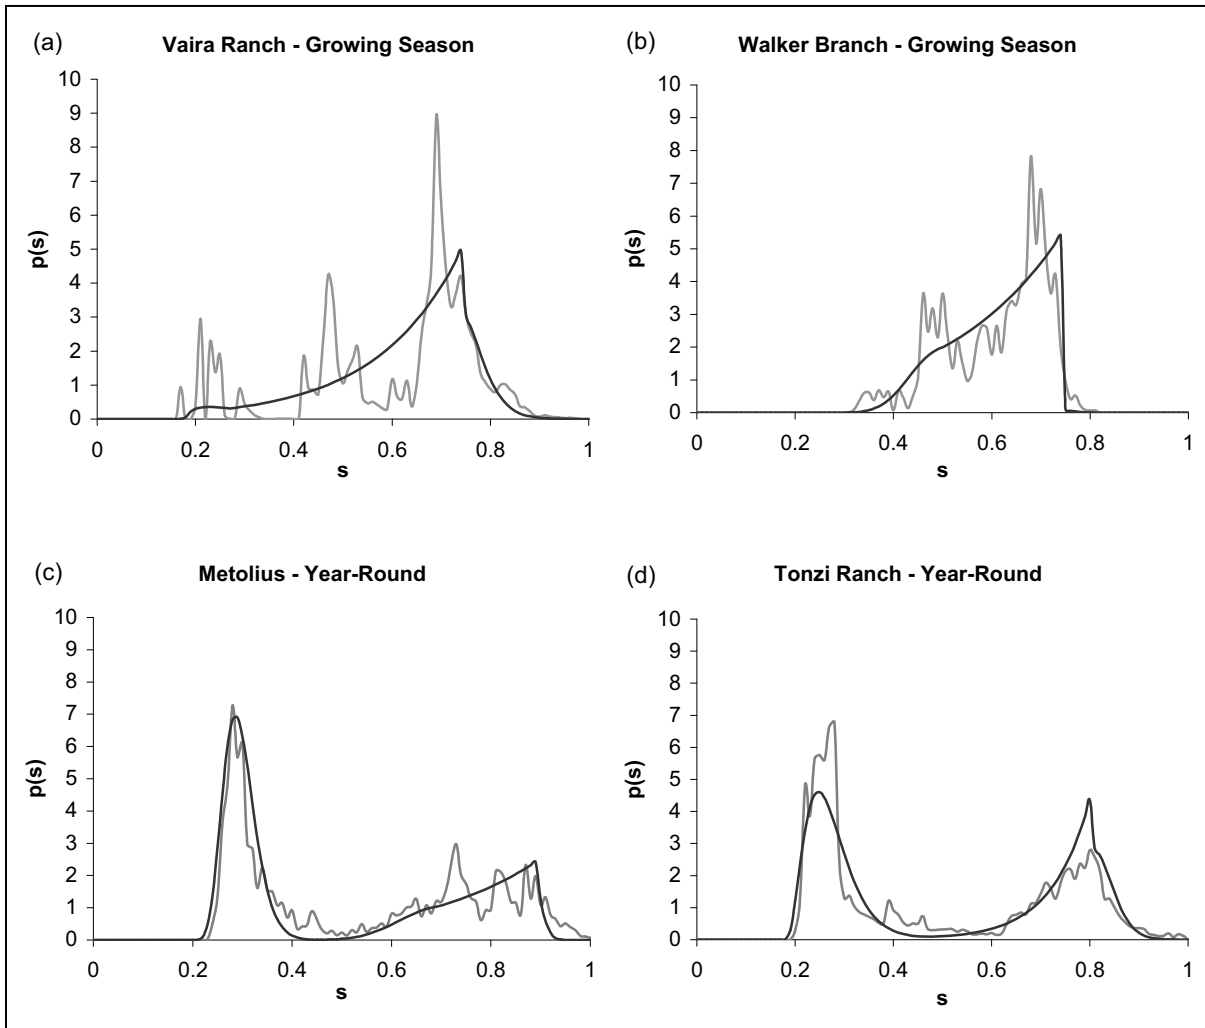 (a)
Vaira Ranch - Growing Season
10
9
8
7
6
5
4
3
2
1
0
p(s)
0 0.2 0.4 0.6 0.8 1
s
(b)
Walker Branch - Growing Season
10
9
8
7
6
5
4
3
2
1
0
p(s)
0 0.2 0.4 0.6 0.8 1
s
(c)
Metolius - Year-Round
10
9
8
7
6
5
4
3
2
1
0
p(s)
0 0.2 0.4 0.6 0.8 1
s
(d)
Tonzi Ranch - Year-Round
10
9
8
7
6
5
4
3
2
1
0
p(s)
0 0.2 0.4 0.6 0.8 1
s